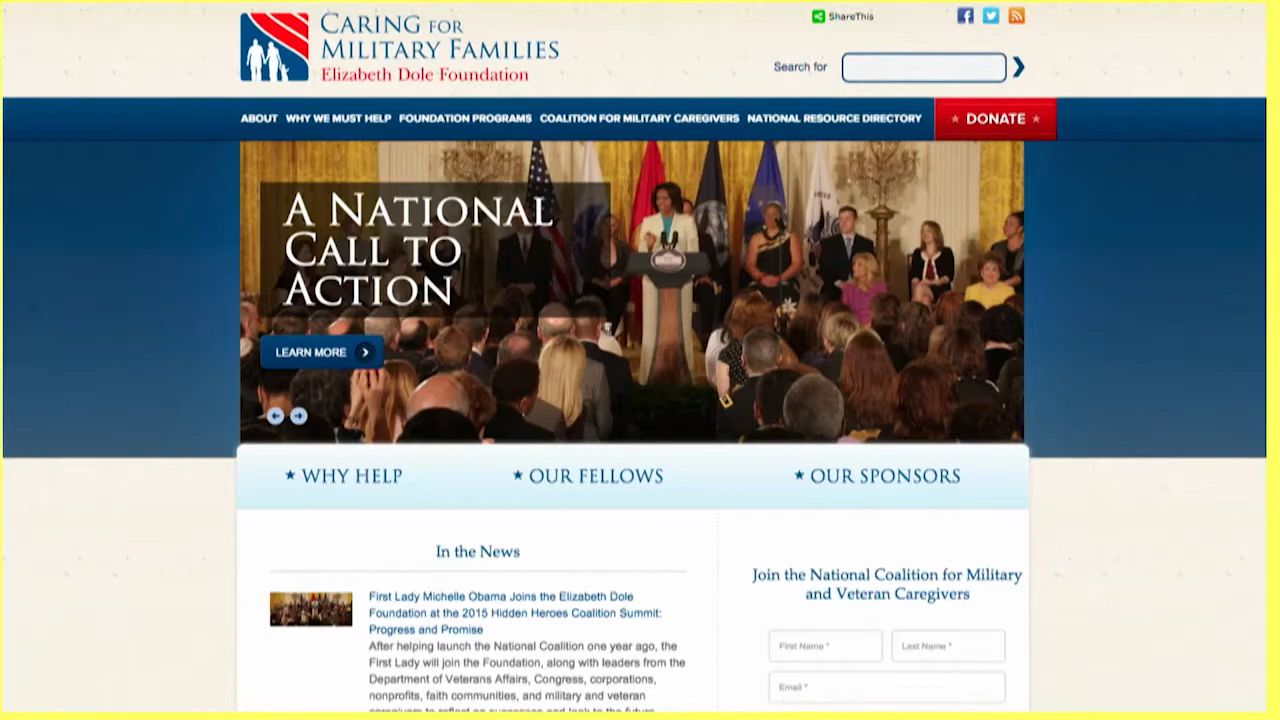 CARING FOR
MILITARY FAMILIES
Elizabeth Dole Foundation
ShareThis
Search for
ABOUT WHY WE MUST HELP FOUNDATION PROGRAMS COALITION FOR MILITARY CAREGIVERS NATIONAL RESOURCE DIRECTORY DONATE
A NATIONAL
CALL TO
ACTION
LEARN MORE
WHY HELP OUR FELLOWS OUR SPONSORS
In the News
First Lady Michelle Obama Joins the Elizabeth Dole
Foundation at the 2015 Hidden Heroes Coalition Summit:
Progress and Promise
After helping launch the National Coalition one year ago, the
First Lady will join the Foundation, along with leaders from the
Department of Veterans Affairs, Congress, corporations,
nonprofits, faith communities, and military and veteran
Join the National Coalition for Military
and Veteran Caregivers
First Name * Last Name *
Email *